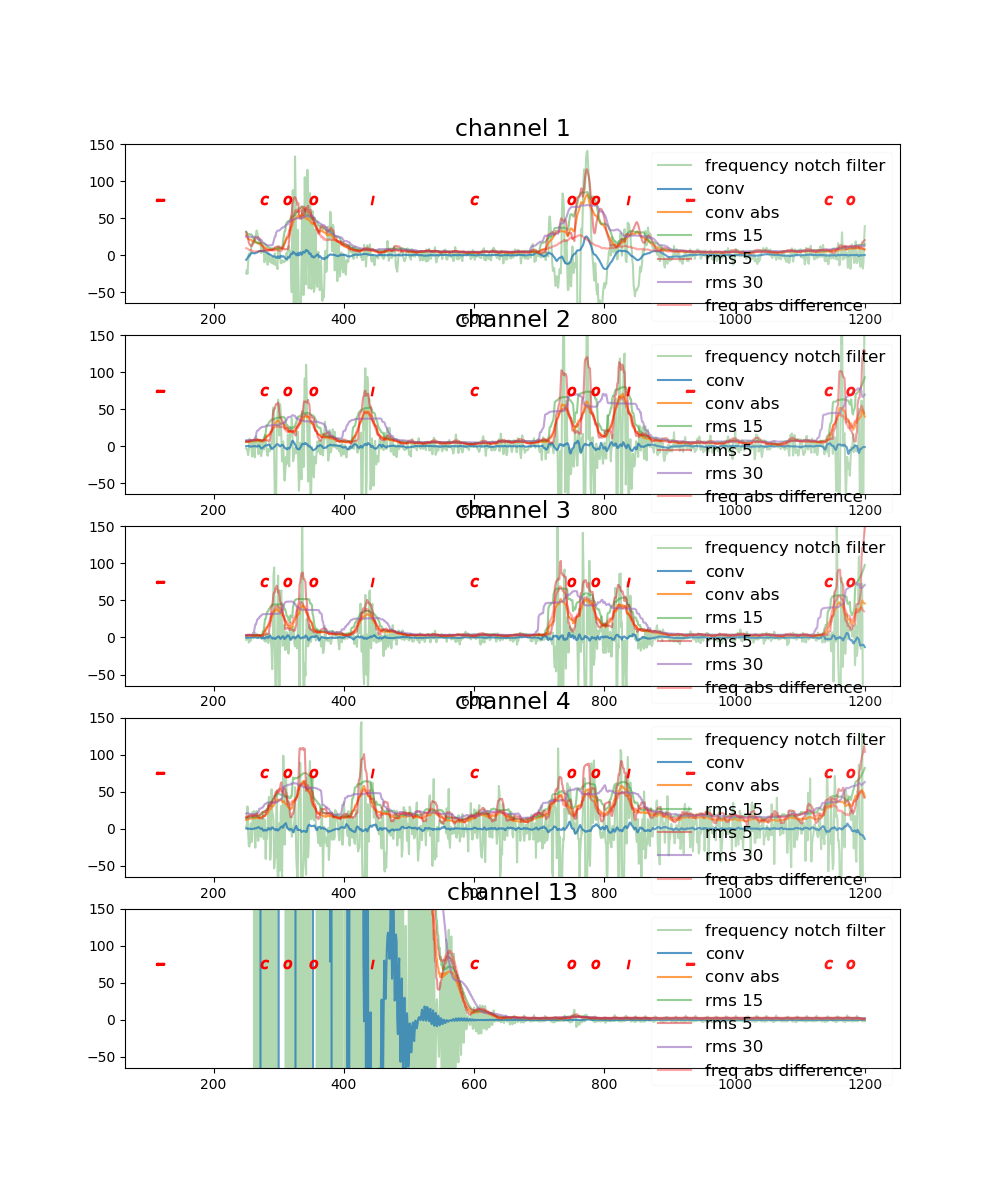 channel 1
150
100
50
0
−50
– c o o i c o o i – c o
frequency notch filter
conv
conv abs
rms 15
rms 5
rms 30
freq abs difference
200 400 600 800 1000 1200
channel 2
150
100
50
0
−50
– c o o i c o o i – c o
frequency notch filter
conv
conv abs
rms 15
rms 5
rms 30
freq abs difference
200 400 600 800 1000 1200
channel 3
150
100
50
0
−50
– c o o i c o o i – c o
frequency notch filter
conv
conv abs
rms 15
rms 5
rms 30
freq abs difference
200 400 600 800 1000 1200
channel 4
150
100
50
0
−50
– c o o i c o o i – c o
frequency notch filter
conv
conv abs
rms 15
rms 5
rms 30
freq abs difference
200 400 600 800 1000 1200
channel 13
150
100
50
0
−50
– c o o i c o o i – c o
frequency notch filter
conv
conv abs
rms 15
rms 5
rms 30
freq abs difference
200 400 600 800 1000 1200